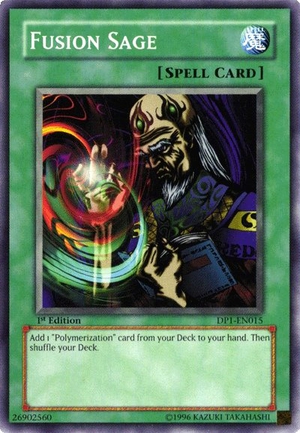 Fusion Sage
魔
[Spell Card]
1st Edition
DP1-EN015
Add 1 "Polymerization" card from your Deck to your hand. Then
shuffle your Deck.
26902560
©1996 KAZUKI TAKAHASHI